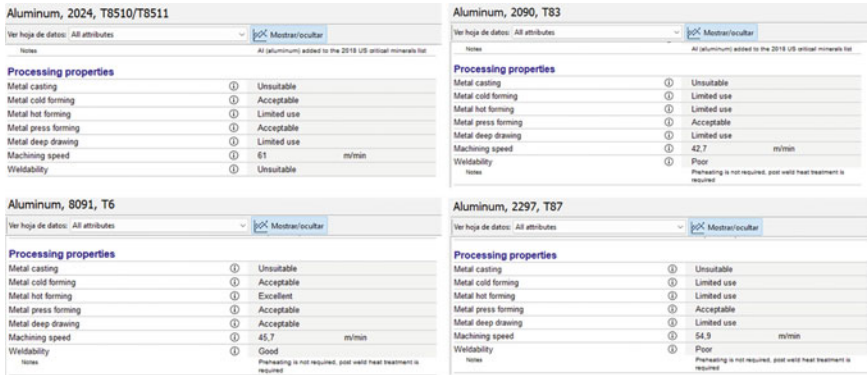 Aluminum, 2024, T8510/T8511
Ver hoja de datos: All attributes Mostrar/ocultar
Notes Al (aluminum) added to the 2018 US critical minerals list
Processing properties
Metal casting Unsuitable
Metal cold forming Acceptable
Metal hot forming Limited use
Metal press forming Acceptable
Metal deep drawing Limited use
Machining speed 61 m/min
Weldability Unsuitable
Aluminum, 2090, T83
Ver hoja de datos: All attributes Mostrar/ocultar
Notes Al (aluminum) added to the 2018 US critical minerals list
Processing properties
Metal casting Unsuitable
Metal cold forming Limited use
Metal hot forming Limited use
Metal press forming Acceptable
Metal deep drawing Limited use
Machining speed 42,7 m/min
Weldability Poor
Notes Preheating is not required, post weld heat treatment is
required
Aluminum, 8091, T6
Ver hoja de datos: All attributes Mostrar/ocultar
Processing properties
Metal casting Unsuitable
Metal cold forming Acceptable
Metal hot forming Excellent
Metal press forming Acceptable
Metal deep drawing Acceptable
Machining speed 45,7 m/min
Weldability Good
Notes Preheating is not required, post weld heat treatment is
required
Aluminum, 2297, T87
Ver hoja de datos: All attributes Mostrar/ocultar
Processing properties
Metal casting Unsuitable
Metal cold forming Limited use
Metal hot forming Limited use
Metal press forming Acceptable
Metal deep drawing Limited use
Machining speed 54,9 m/min
Weldability Poor
Notes Preheating is not required, post weld heat treatment is
required